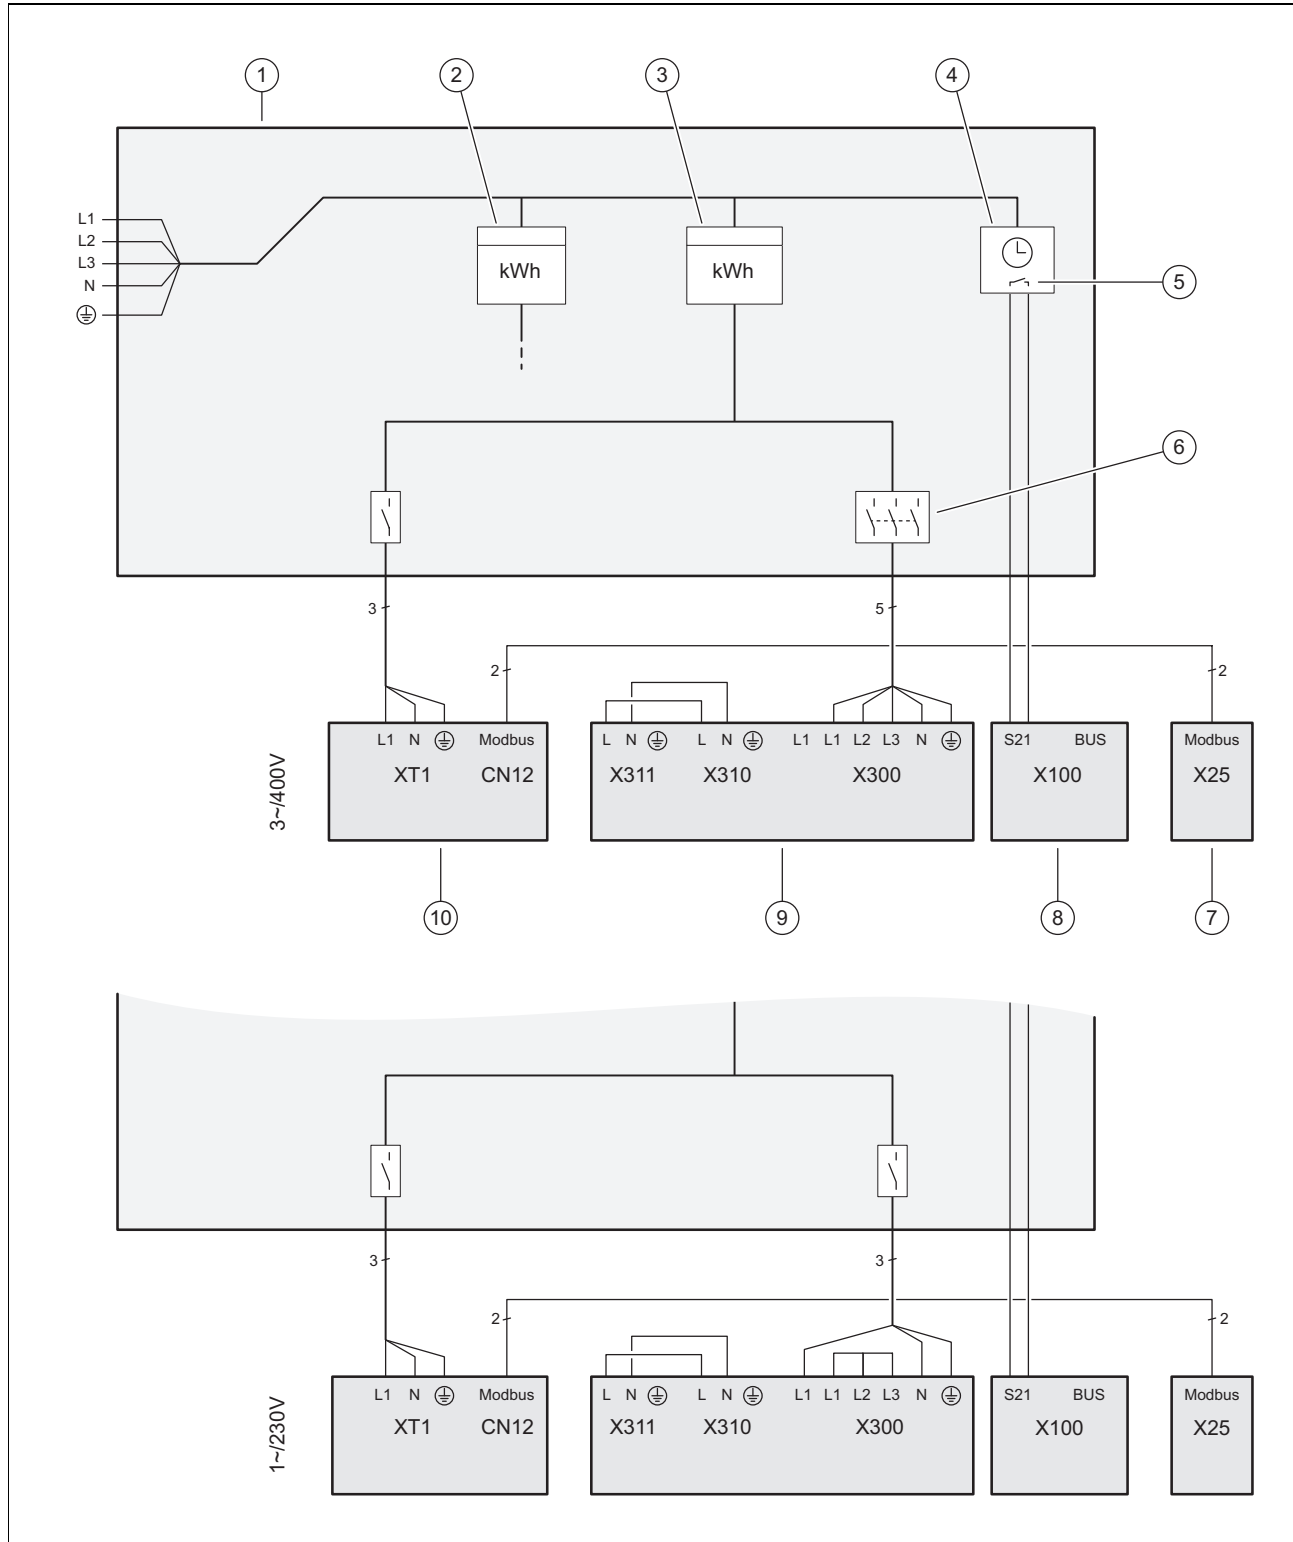 1 2 3 4
L1
L2
L3
N
kWh kWh
5
6
3 5
2 2
3~/400V
L1 N Modbus L N L N L1 L1 L2 L3 N S21 BUS Modbus
XT1 CN12 X311 X310 X300 X100 X25
10 9 8 7
3 3
2 2
1~/230V
L1 N Modbus L N L N L1 L1 L2 L3 N S21 BUS Modbus
XT1 CN12 X311 X310 X300 X100 X25